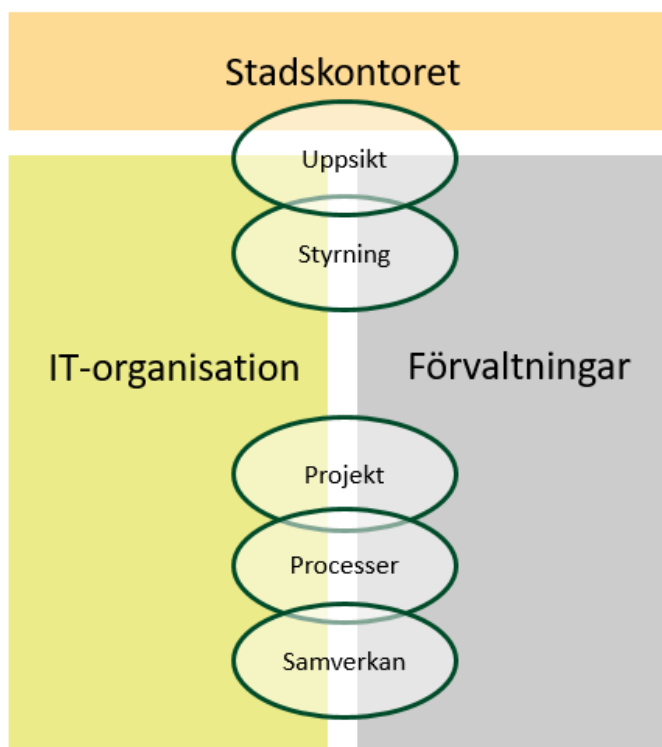 Stadskontoret
Uppsikt
Styrning
IT-organisation
Förvaltningar
Projekt
Processer
Samverkan